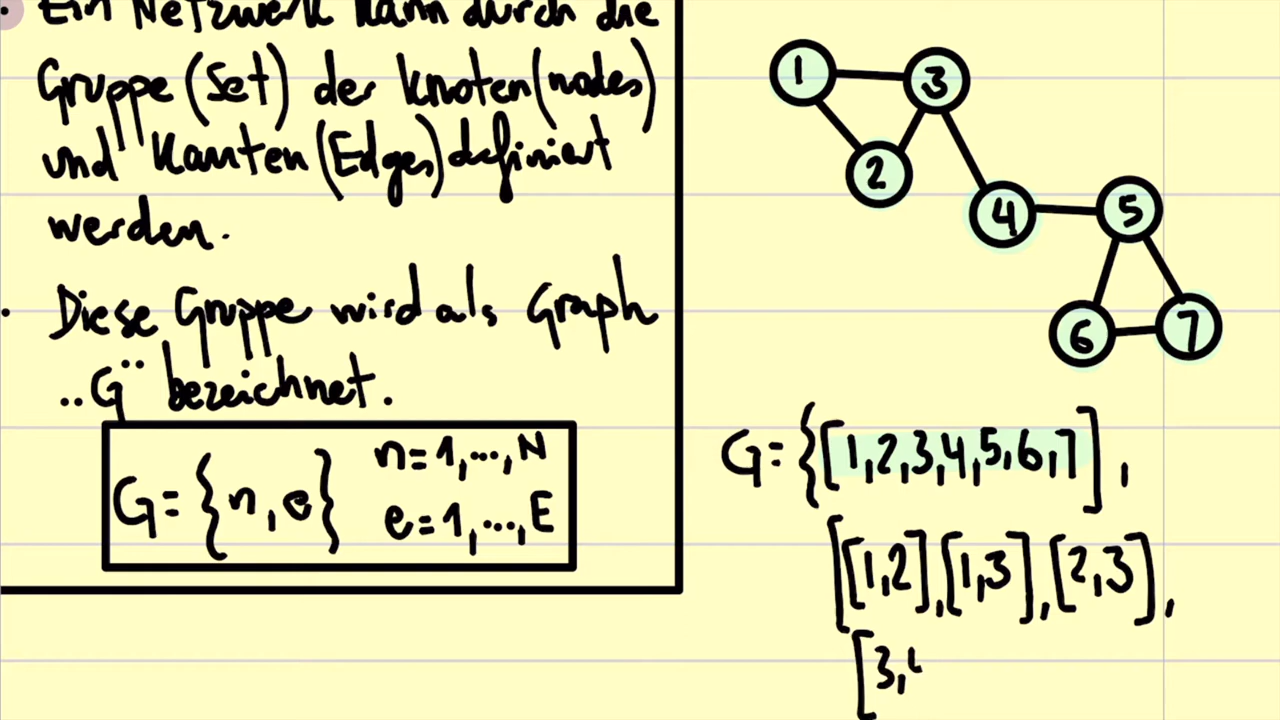 · Ein Netzwerk kann durch die
Gruppe (Set) der Knoten (nodes)
und Kanten (Edges) definiert
werden.
· Diese Gruppe wird als Graph
„G" bezeichnet.
G = {n, e} n = 1, ..., N
e = 1, ..., E
1
3
2
4
5
6
7
G = {[1,2,3,4,5,6,7],
[[1,2],[1,3],[2,3],
[3,